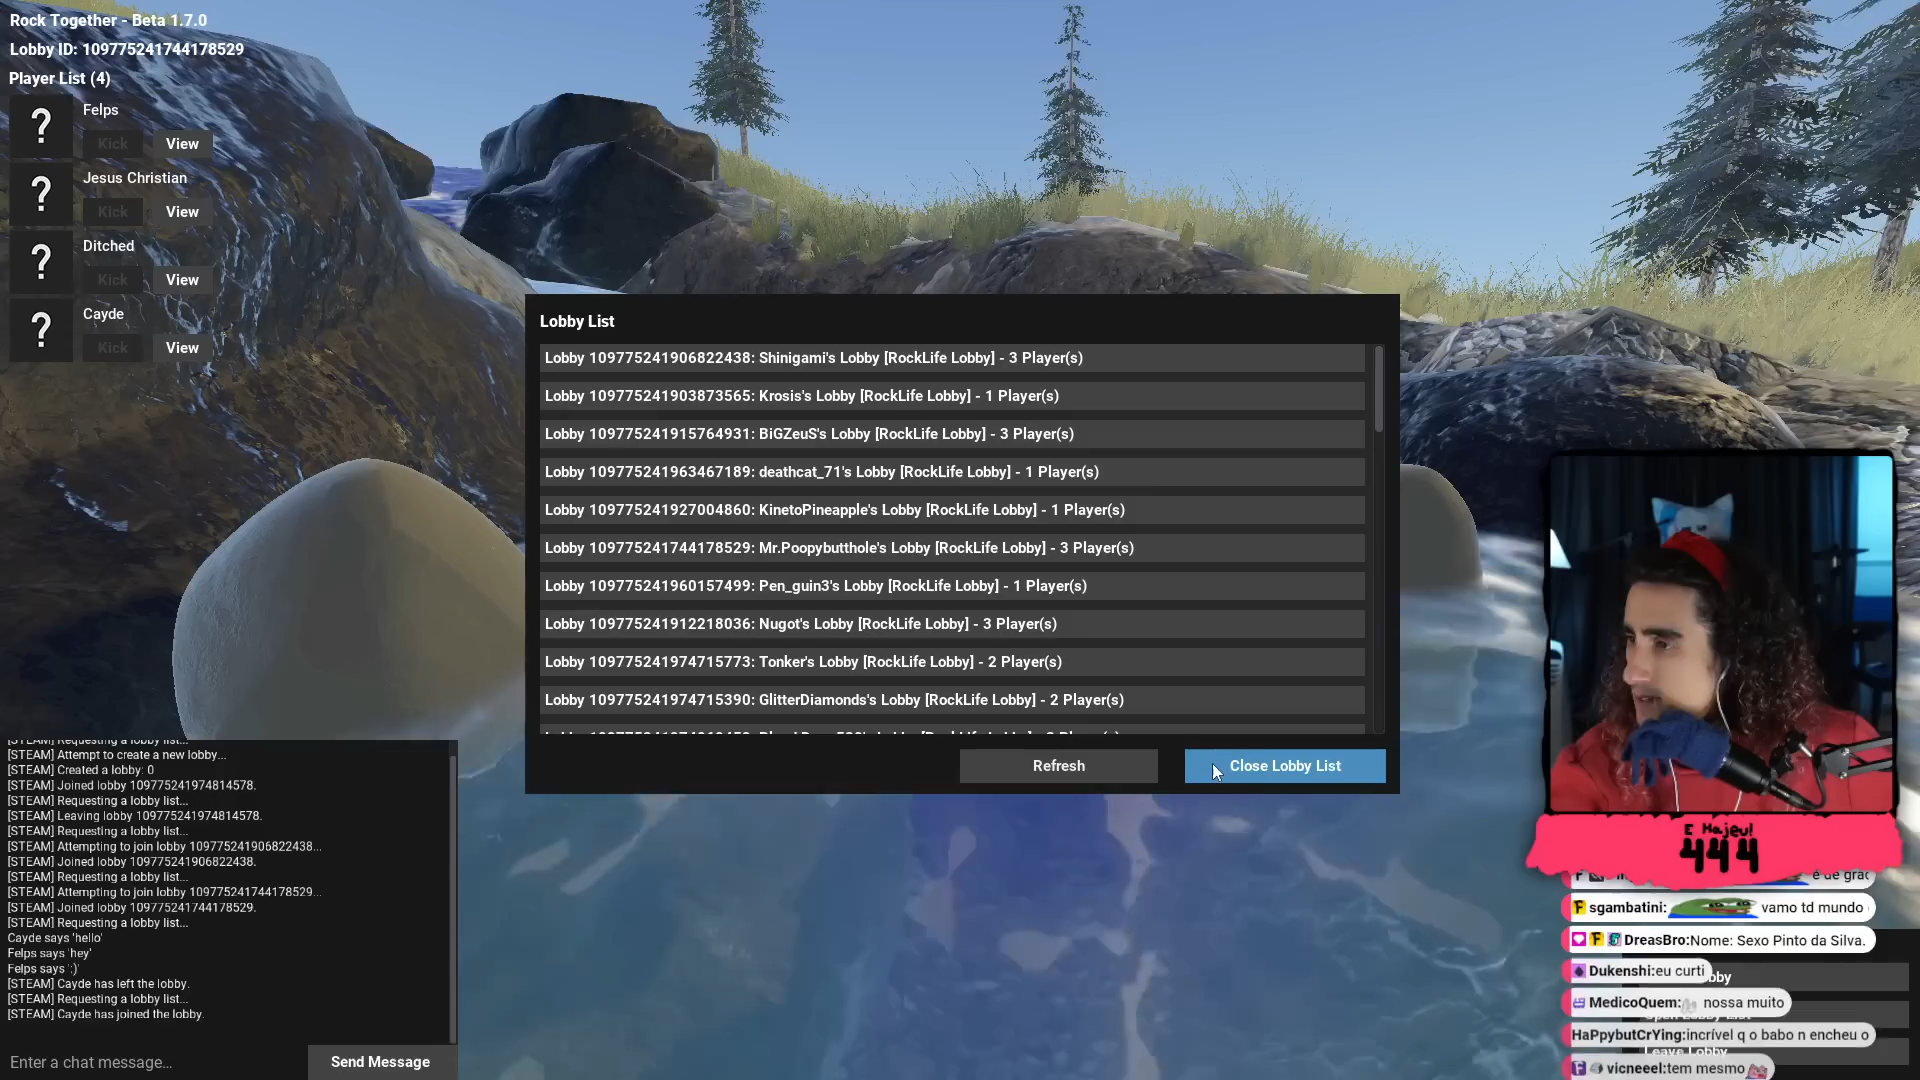 Rock Together - Beta 1.7.0
Lobby ID: 109775241744178529
Player List (4)
Felps
Kick View
Jesus Christian
Kick View
Ditched
Kick View
Cayde
Kick View
Lobby List
Lobby 109775241906822438: Shinigami's Lobby [RockLife Lobby] - 3 Player(s)
Lobby 109775241903873565: Krosis's Lobby [RockLife Lobby] - 1 Player(s)
Lobby 109775241915764931: BiGZeuS's Lobby [RockLife Lobby] - 3 Player(s)
Lobby 109775241963467189: deathcat_71's Lobby [RockLife Lobby] - 1 Player(s)
Lobby 109775241927004860: KinetoPineapple's Lobby [RockLife Lobby] - 1 Player(s)
Lobby 109775241744178529: Mr.Poopybutthole's Lobby [RockLife Lobby] - 3 Player(s)
Lobby 109775241960157499: Pen_guin3's Lobby [RockLife Lobby] - 1 Player(s)
Lobby 109775241912218036: Nugot's Lobby [RockLife Lobby] - 3 Player(s)
Lobby 109775241974715773: Tonker's Lobby [RockLife Lobby] - 2 Player(s)
Lobby 109775241974715390: GlitterDiamonds's Lobby [RockLife Lobby] - 2 Player(s)
Refresh Close Lobby List
[STEAM] Requesting a lobby list...
[STEAM] Attempt to create a new lobby...
[STEAM] Created a lobby: 0
[STEAM] Joined lobby 109775241974814578.
[STEAM] Requesting a lobby list...
[STEAM] Leaving lobby 109775241974814578.
[STEAM] Requesting a lobby list...
[STEAM] Attempting to join lobby 109775241906822438...
[STEAM] Joined lobby 109775241906822438.
[STEAM] Requesting a lobby list...
[STEAM] Attempting to join lobby 109775241744178529...
[STEAM] Joined lobby 109775241744178529.
[STEAM] Requesting a lobby list...
Cayde says 'hello'
Felps says 'hey'
Felps says ':)'
[STEAM] Cayde has left the lobby.
[STEAM] Requesting a lobby list...
[STEAM] Cayde has joined the lobby.
Enter a chat message... Send Message
E Hajeu!
444
é de grac
sgambatini: vamo td mundo
DreasBro:Nome: Sexo Pinto da Silva.
Dukenshi:eu curti
MedicoQuem: nossa muito
HaPpybutCrYing:incrível q o babo n encheu o
Leave Lobby
vicneeel:tem mesmo